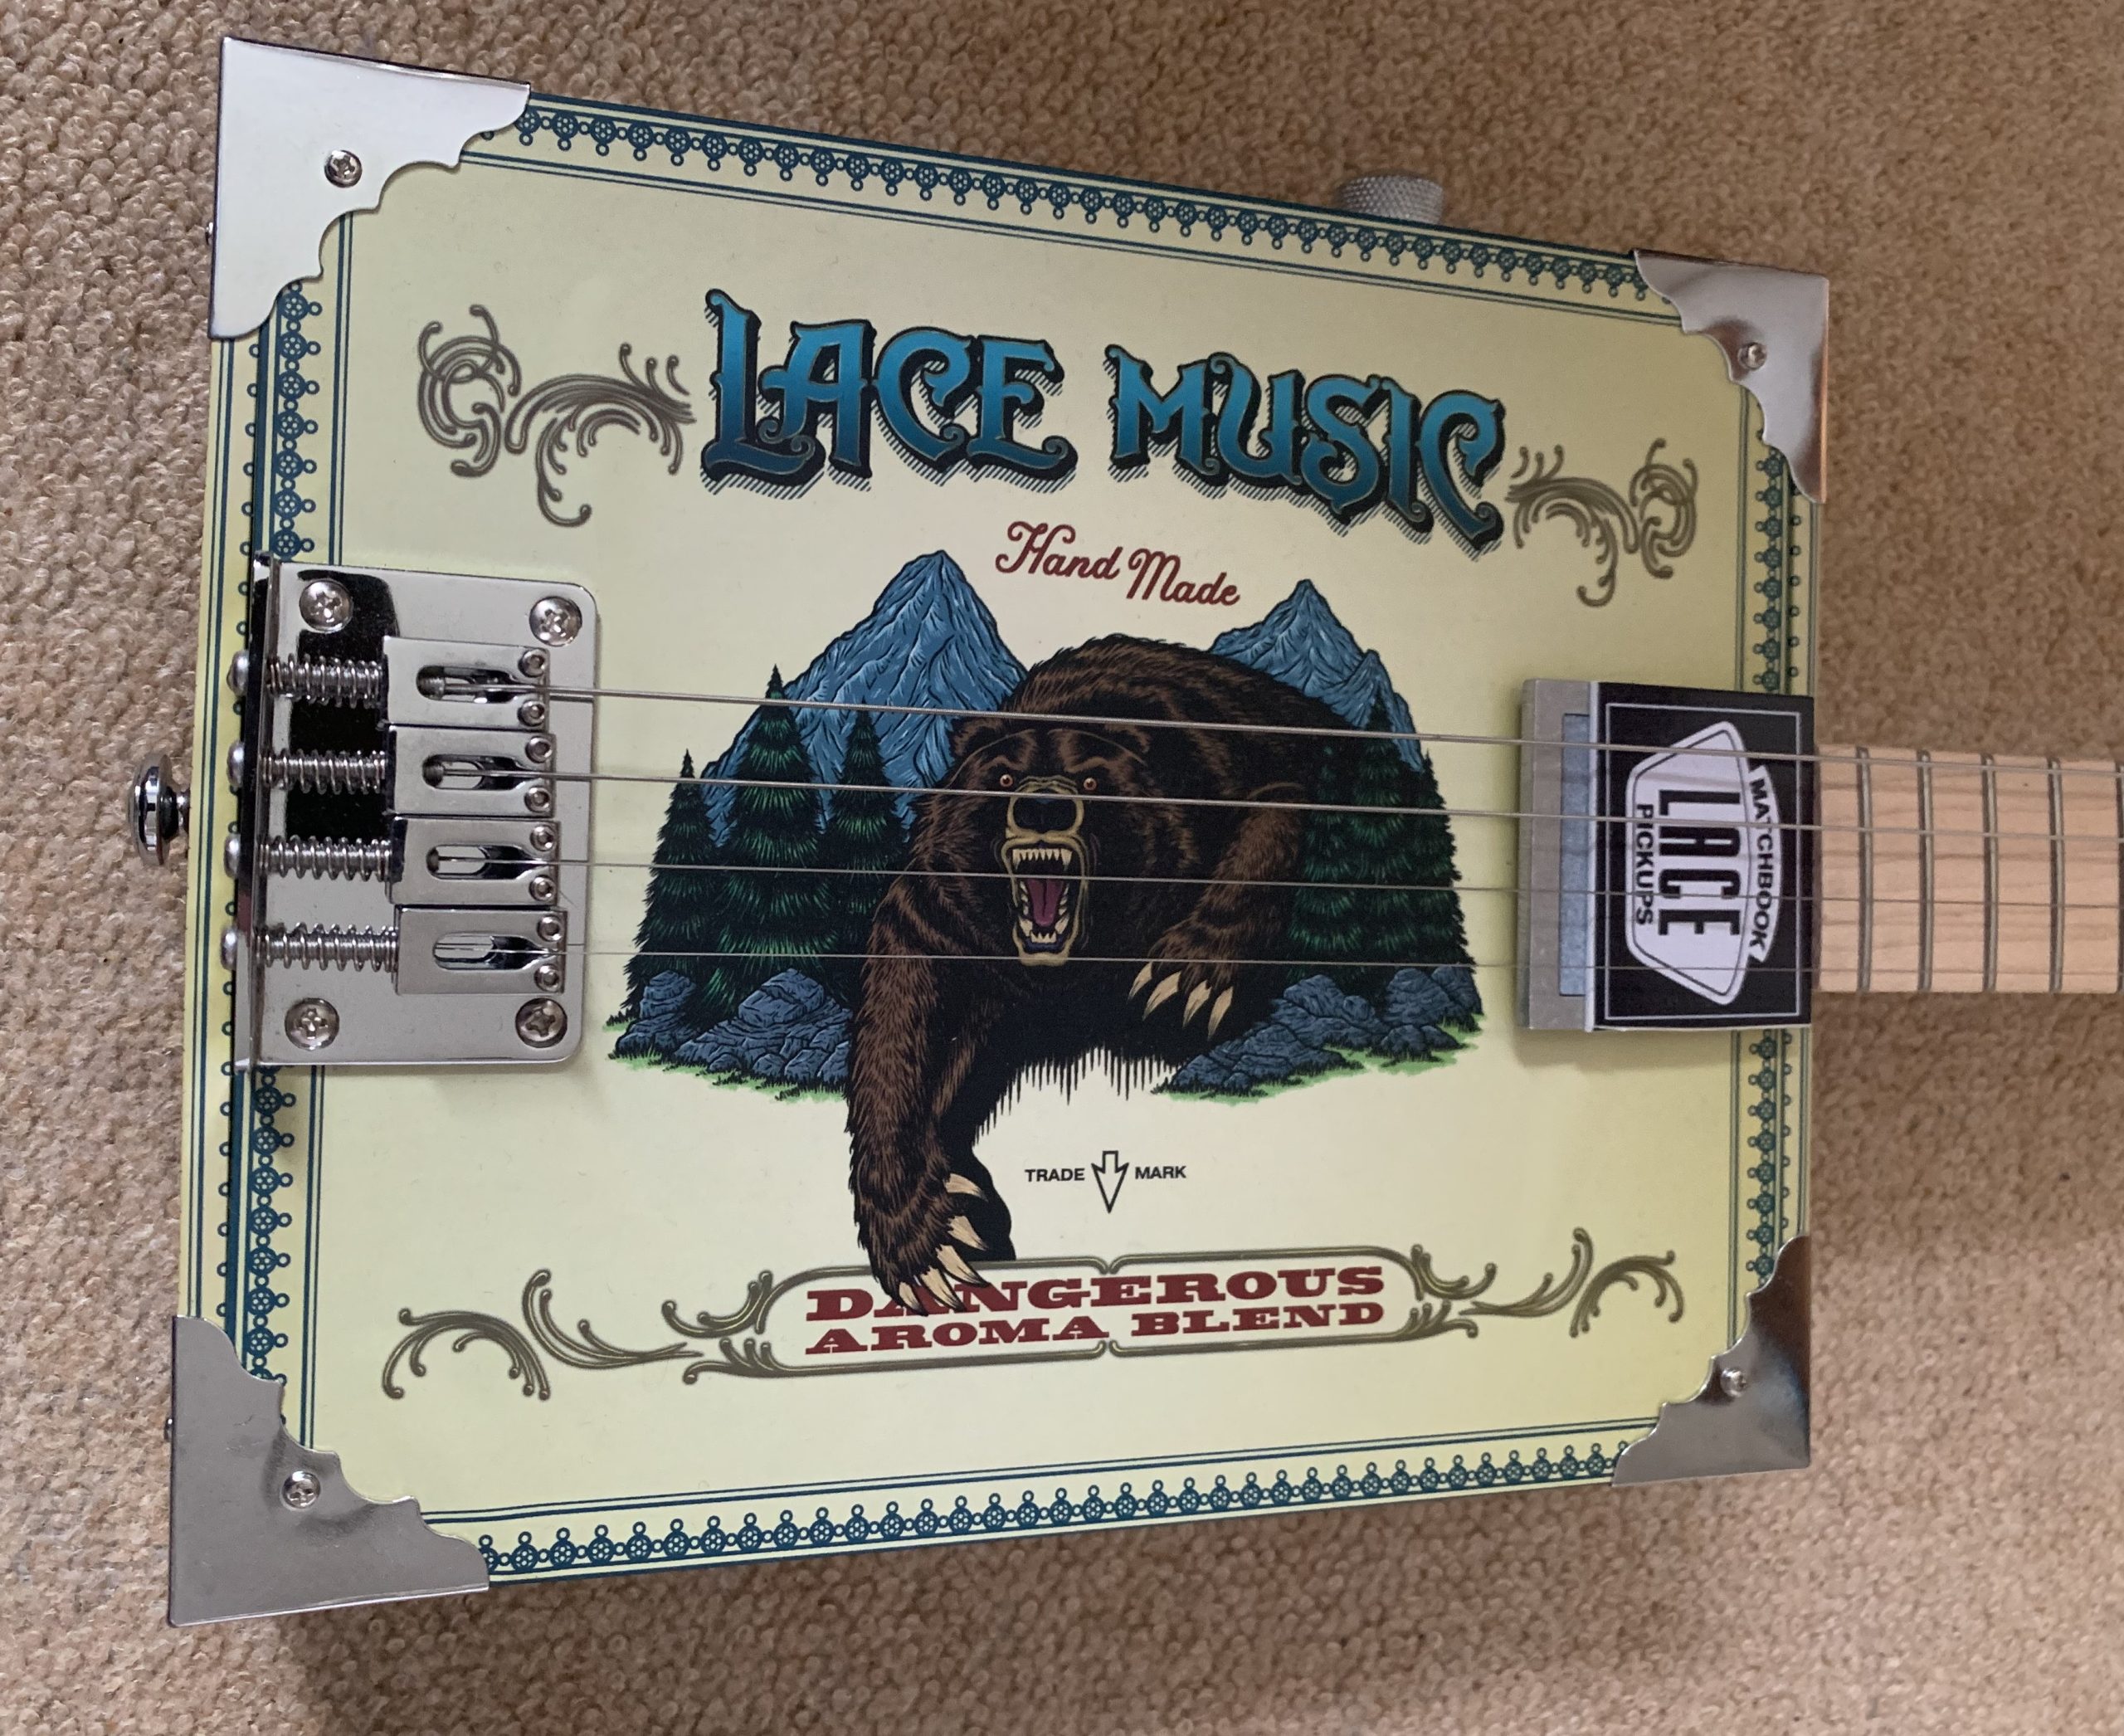 LACE MUSIC
Hand Made
MATCHBOOK
LACE
PICKUPS
TRADE MARK
DANGEROUS
AROMA BLEND